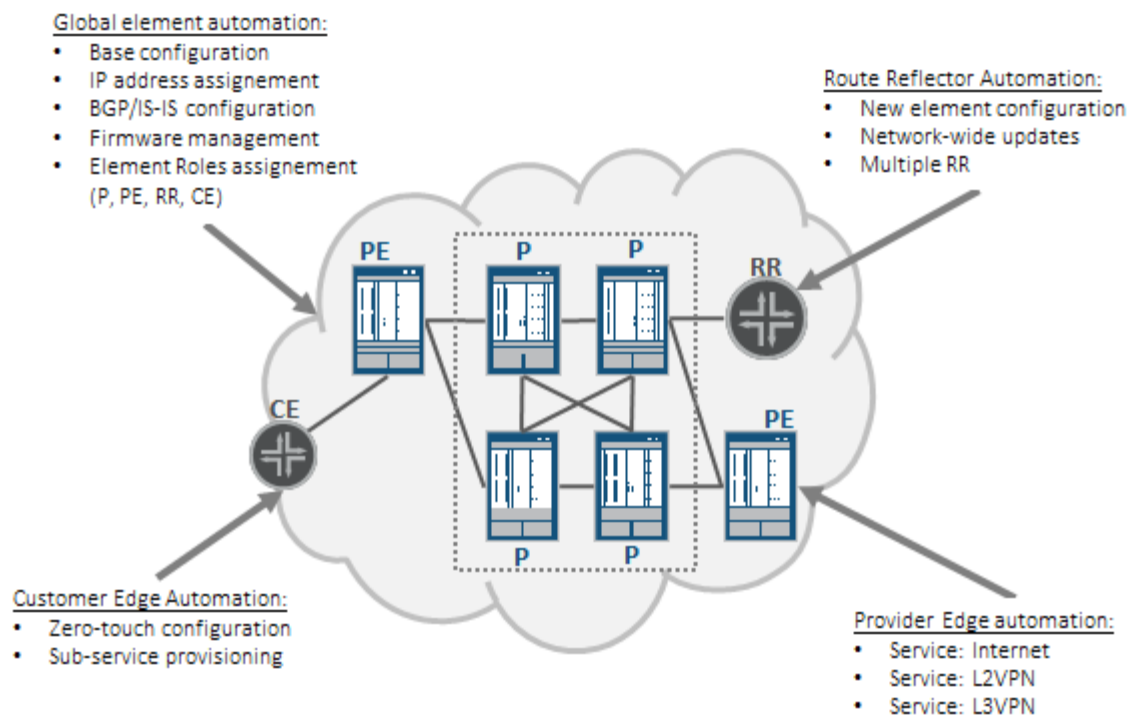 Global element automation:
• Base configuration
• IP address assignement
• BGP/IS-IS configuration
• Firmware management
• Element Roles assignement
(P, PE, RR, CE)
Route Reflector Automation:
• New element configuration
• Network-wide updates
• Multiple RR
PE
P
P
RR
CE
PE
P
P
Customer Edge Automation:
• Zero-touch configuration
• Sub-service provisioning
Provider Edge automation:
• Service: Internet
• Service: L2VPN
• Service: L3VPN